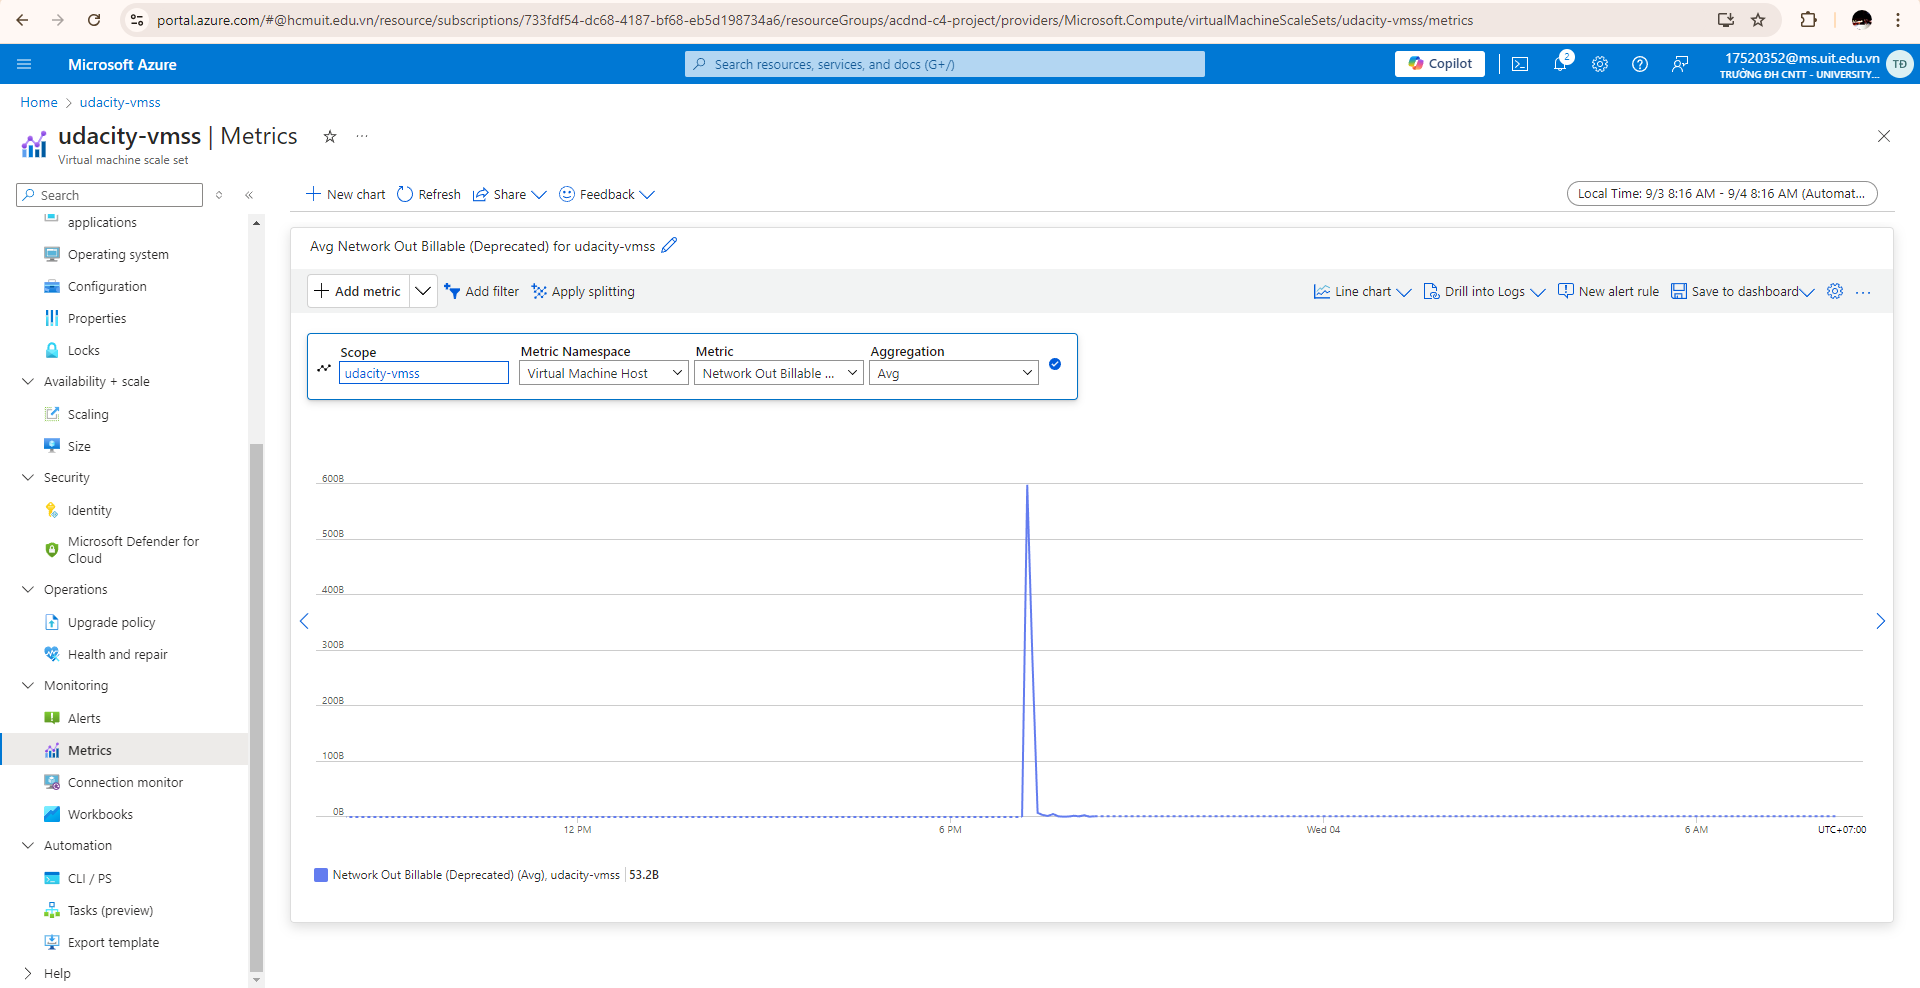 portal.azure.com/#@hcmuit.edu.vn/resource/subscriptions/733fdf54-dc68-4187-bf68-eb5d198734a6/resourceGroups/acdnd-c4-project/providers/Microsoft.Compute/virtualMachineScaleSets/udacity-vmss/metrics
Microsoft Azure
Search resources, services, and docs (G+/)
Copilot
2
17520352@ms.uit.edu.vn
TRƯỜNG ĐH CNTT - UNIVERSITY...
TĐ
Home > udacity-vmss
udacity-vmss | Metrics
Virtual machine scale set
Search
New chart
Refresh
Share
Feedback
Local Time: 9/3 8:16 AM - 9/4 8:16 AM (Automat...
applications
Operating system
Configuration
Properties
Locks
Availability + scale
Scaling
Size
Security
Identity
Microsoft Defender for
Cloud
Operations
Upgrade policy
Health and repair
Monitoring
Alerts
Metrics
Connection monitor
Workbooks
Automation
CLI / PS
Tasks (preview)
Export template
Help
Avg Network Out Billable (Deprecated) for udacity-vmss
Add metric
Add filter
Apply splitting
Line chart
Drill into Logs
New alert rule
Save to dashboard
...
Scope
udacity-vmss
Metric Namespace
Virtual Machine Host
Metric
Network Out Billable ...
Aggregation
Avg
600B
500B
400B
300B
200B
100B
0B
12 PM
6 PM
Wed 04
6 AM
UTC+07:00
Network Out Billable (Deprecated) (Avg), udacity-vmss | 53.2B